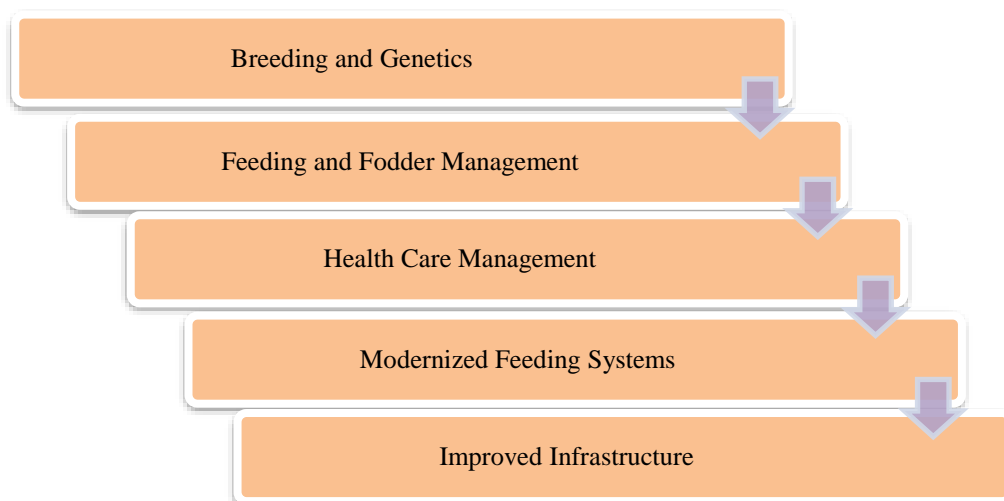 Breeding and Genetics
Feeding and Fodder Management
Health Care Management
Modernized Feeding Systems
Improved Infrastructure